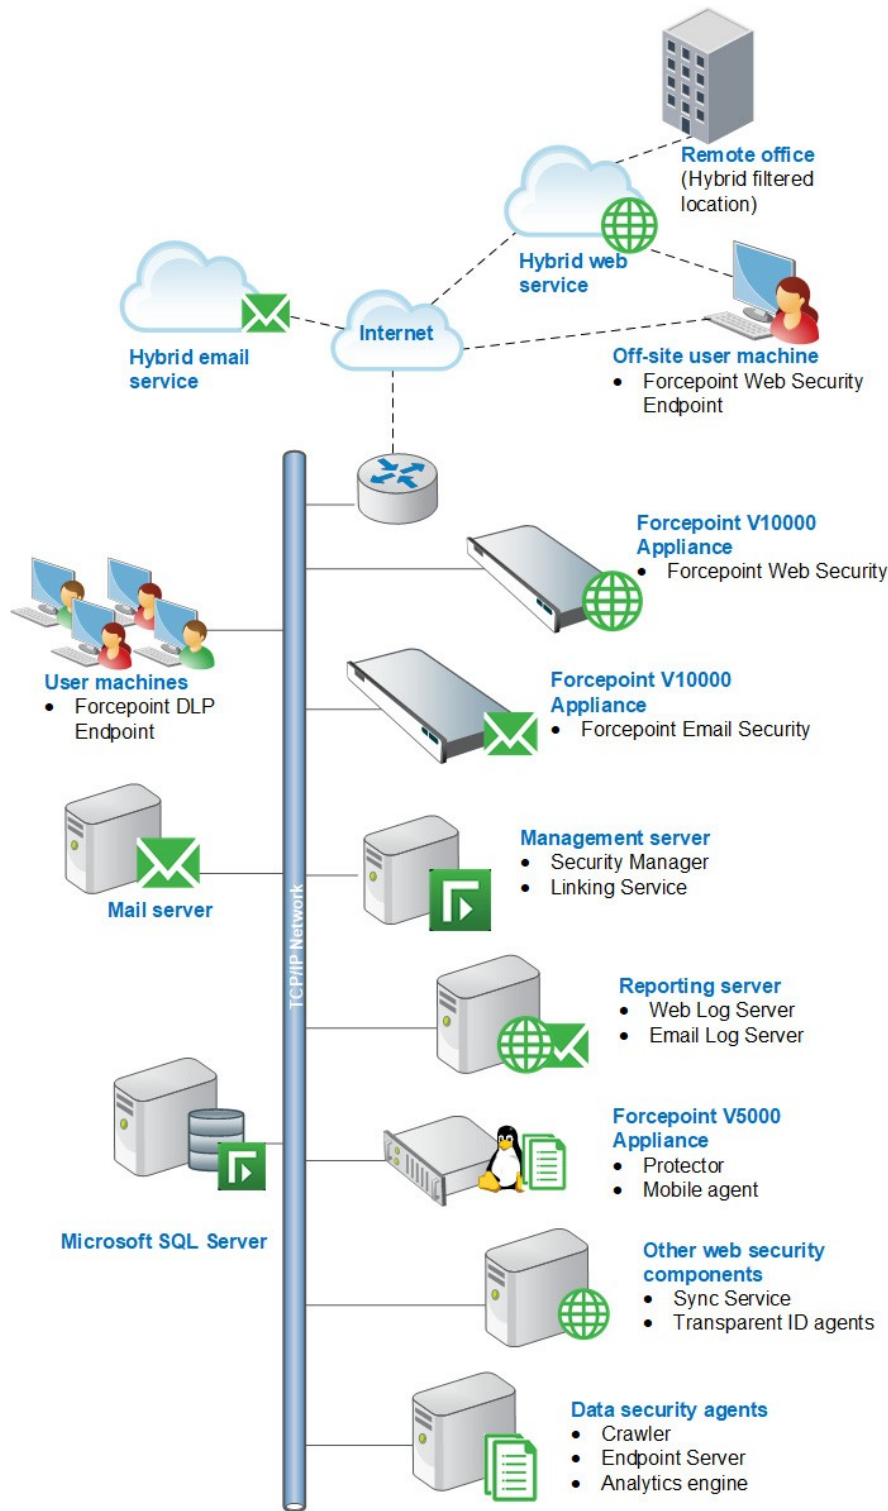 Remote office
(Hybrid filtered
location)
Hybrid web
service
Internet
Hybrid email
service
Off-site user machine
• Forcepoint Web Security
Endpoint
Forcepoint V10000
Appliance
• Forcepoint Web Security
User machines
• Forcepoint DLP
Endpoint
Forcepoint V10000
Appliance
• Forcepoint Email Security
Management server
• Security Manager
• Linking Service
Mail server
TCP/IP Network
Reporting server
• Web Log Server
• Email Log Server
Forcepoint V5000
Appliance
• Protector
• Mobile agent
Microsoft SQL Server
Other web security
components
• Sync Service
• Transparent ID agents
Data security agents
• Crawler
• Endpoint Server
• Analytics engine